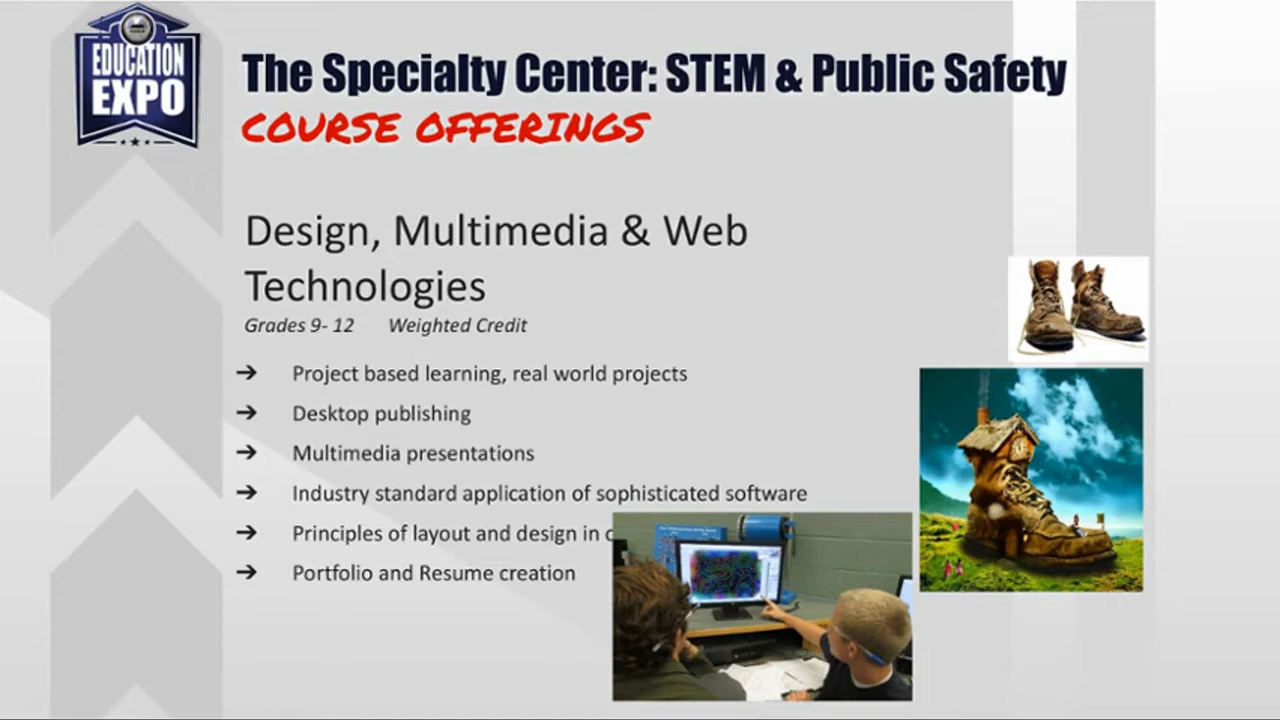 EDUCATION
EXPO
The Specialty Center: STEM & Public Safety
COURSE OFFERINGS
Design, Multimedia & Web
Technologies
Grades 9- 12 Weighted Credit
➔ Project based learning, real world projects
➔ Desktop publishing
➔ Multimedia presentations
➔ Industry standard application of sophisticated software
➔ Principles of layout and design in
➔ Portfolio and Resume creation